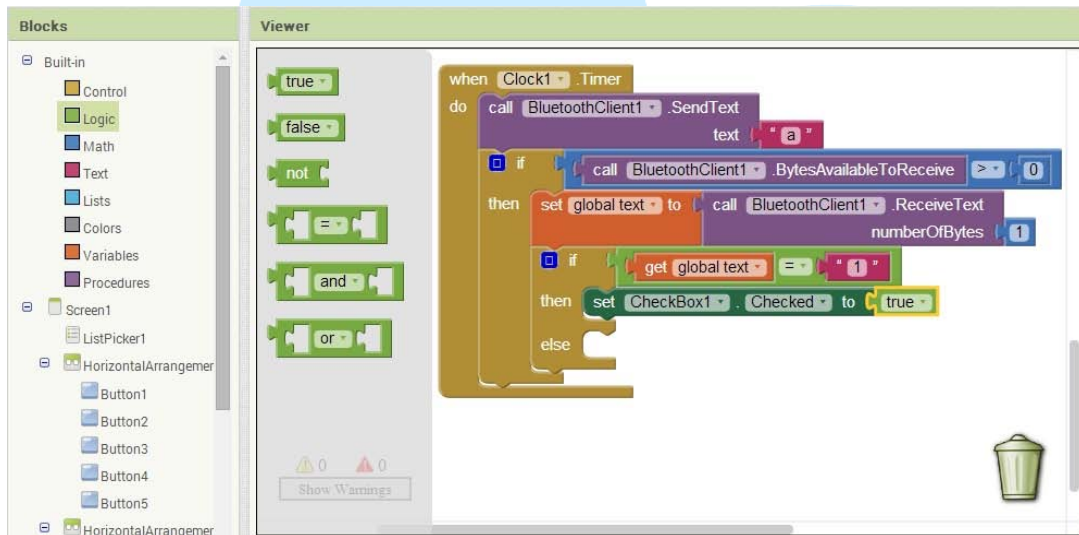 Blocks
Built-in
Control
Logic
Math
Text
Lists
Colors
Variables
Procedures
Screen1
ListPicker1
HorizontalArrangemer
Button1
Button2
Button3
Button4
Button5
HorizontalArrangemer
Viewer
true
false
not
=
and
or
0 0
Show Warnings
when Clock1 .Timer
do call BluetoothClient1 .SendText
text " a "
if call BluetoothClient1 .BytesAvailableToReceive > 0
then set global text to call BluetoothClient1 .ReceiveText
numberOfBytes 1
if get global text = " 1 "
then set CheckBox1 . Checked to true
else